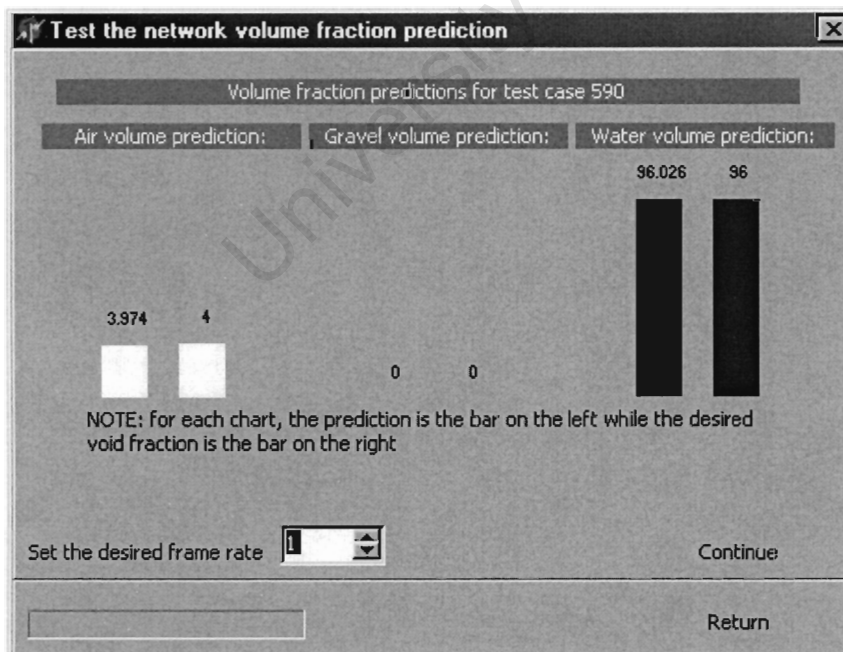 Test the network volume fraction prediction
Volume fraction predictions for test case 590
Air volume prediction:
Gravel volume prediction:
Water volume prediction:
96.026
96
3.974
4
0
0
NOTE: for each chart, the prediction is the bar on the left while the desired
void fraction is the bar on the right
Set the desired frame rate
1
Continue
Return
University